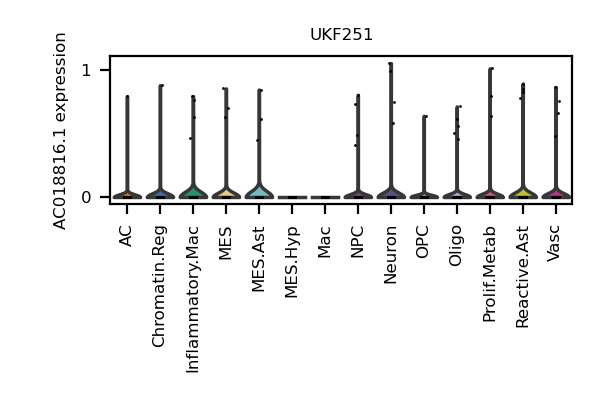 UKF251
AC018816.1 expression
1
0
AC
Chromatin.Reg
Inflammatory.Mac
MES
MES.Ast
MES.Hyp
Mac
NPC
Neuron
OPC
Oligo
Prolif.Metab
Reactive.Ast
Vasc